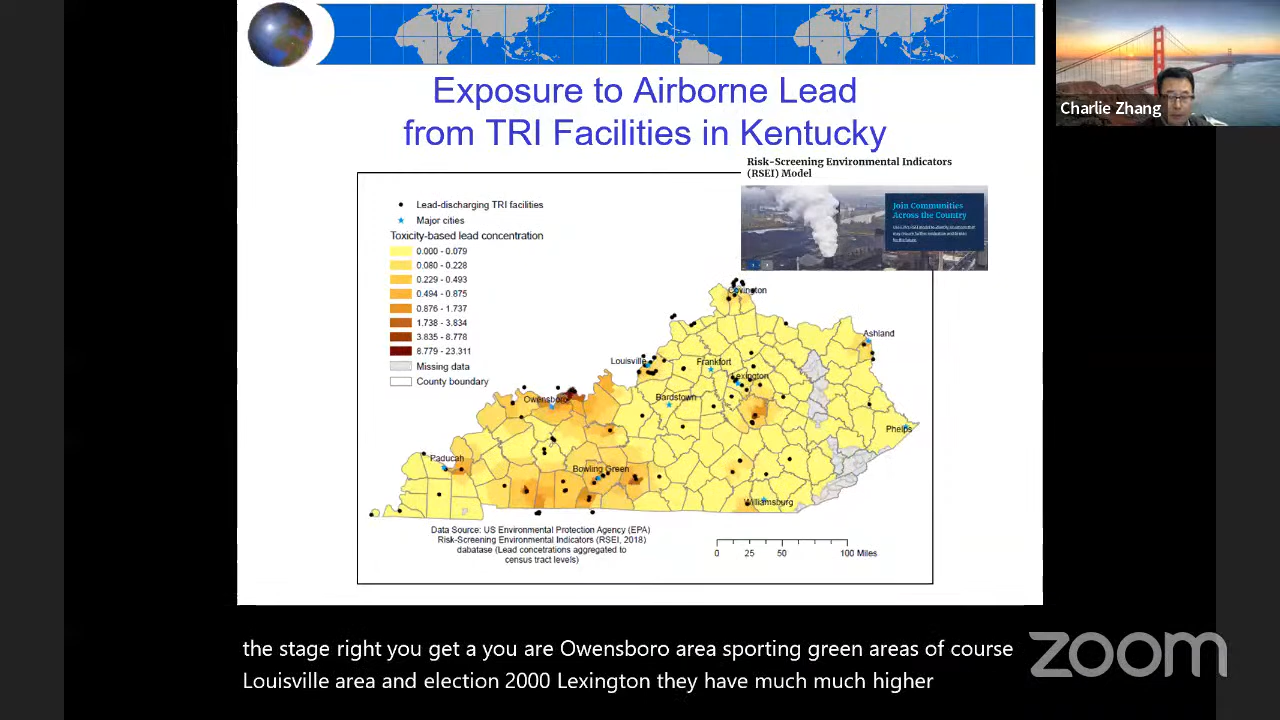 Exposure to Airborne Lead
from TRI Facilities in Kentucky
Charlie Zhang
Risk-Screening Environmental Indicators
(RSEI) Model
Join Communities
Across the Country
Lead-discharging TRI facilities
Major cities
Toxicity-based lead concentration
0.000 - 0.079
0.080 - 0.228
0.229 - 0.493
0.494 - 0.875
0.876 - 1.737
1.738 - 3.834
3.835 - 8.778
8.779 - 23.311
Missing data
County boundary
Covington
Ashland
Louisville
Frankfort
Lexington
Owensboro
Bardstown
Phelps
Paducah
Bowling Green
Williamsburg
Data Source: US Environmental Protection Agency (EPA)
Risk-Screening Environmental Indicators (RSEI, 2018)
dabatase (Lead concetrations aggregated to
census tract levels)
0 25 50 100 Miles
the stage right you get a you are Owensboro area sporting green areas of course
Louisville area and election 2000 Lexington they have much much higher
zoom